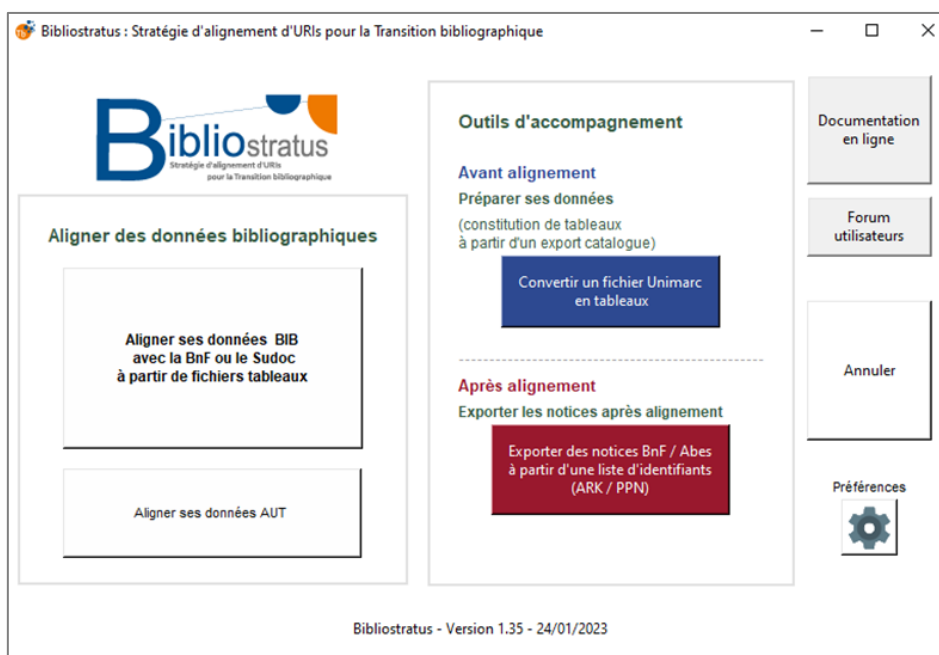 Bibliostratus : Stratégie d'alignement d'URIs pour la Transition bibliographique
Bibliostratus
Stratégie d'alignement d'URIs
pour la Transition bibliographique
Aligner des données bibliographiques
Aligner ses données BIB
avec la BnF ou le Sudoc
à partir de fichiers tableaux
Aligner ses données AUT
Outils d'accompagnement
Avant alignement
Préparer ses données
(constitution de tableaux
à partir d'un export catalogue)
Convertir un fichier Unimarc
en tableaux
Après alignement
Exporter les notices après alignement
Exporter des notices BnF / Abes
à partir d'une liste d'identifiants
(ARK / PPN)
Documentation
en ligne
Forum
utilisateurs
Annuler
Préférences
Bibliostratus - Version 1.35 - 24/01/2023